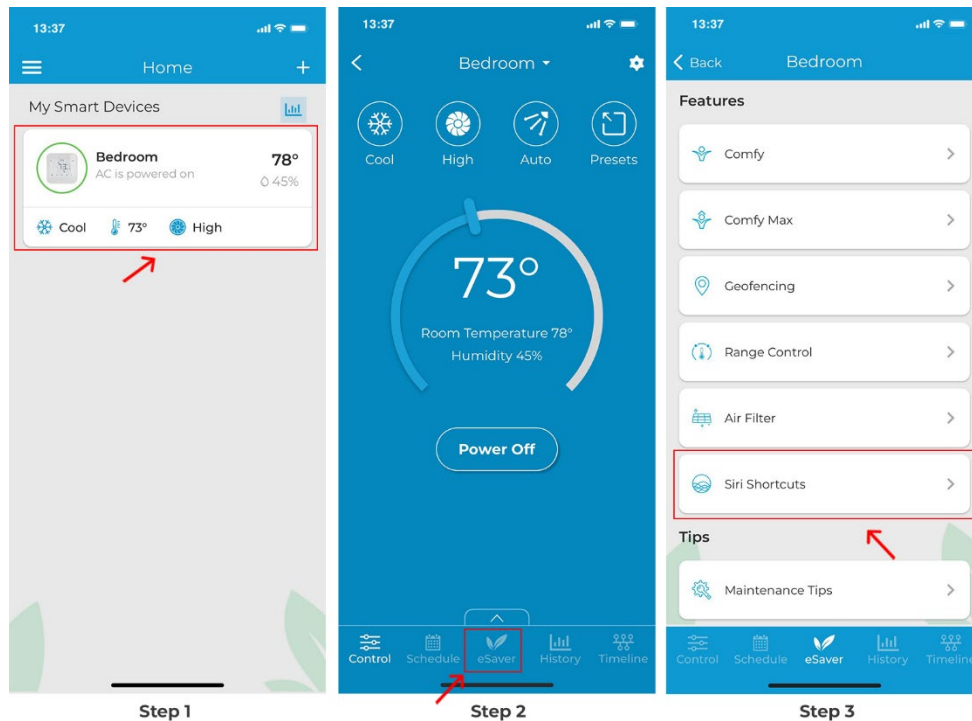 13:37
Home
My Smart Devices
Bedroom
AC is powered on
78°
45%
Cool
73°
High
Step 1
13:37
Bedroom
Cool
High
Auto
Presets
73°
Room Temperature 78°
Humidity 45%
Power Off
Control
Schedule
eSaver
History
Timeline
Step 2
13:37
Back
Bedroom
Features
Comfy
Comfy Max
Geofencing
Range Control
Air Filter
Siri Shortcuts
Tips
Maintenance Tips
Control
Schedule
eSaver
History
Timeline
Step 3